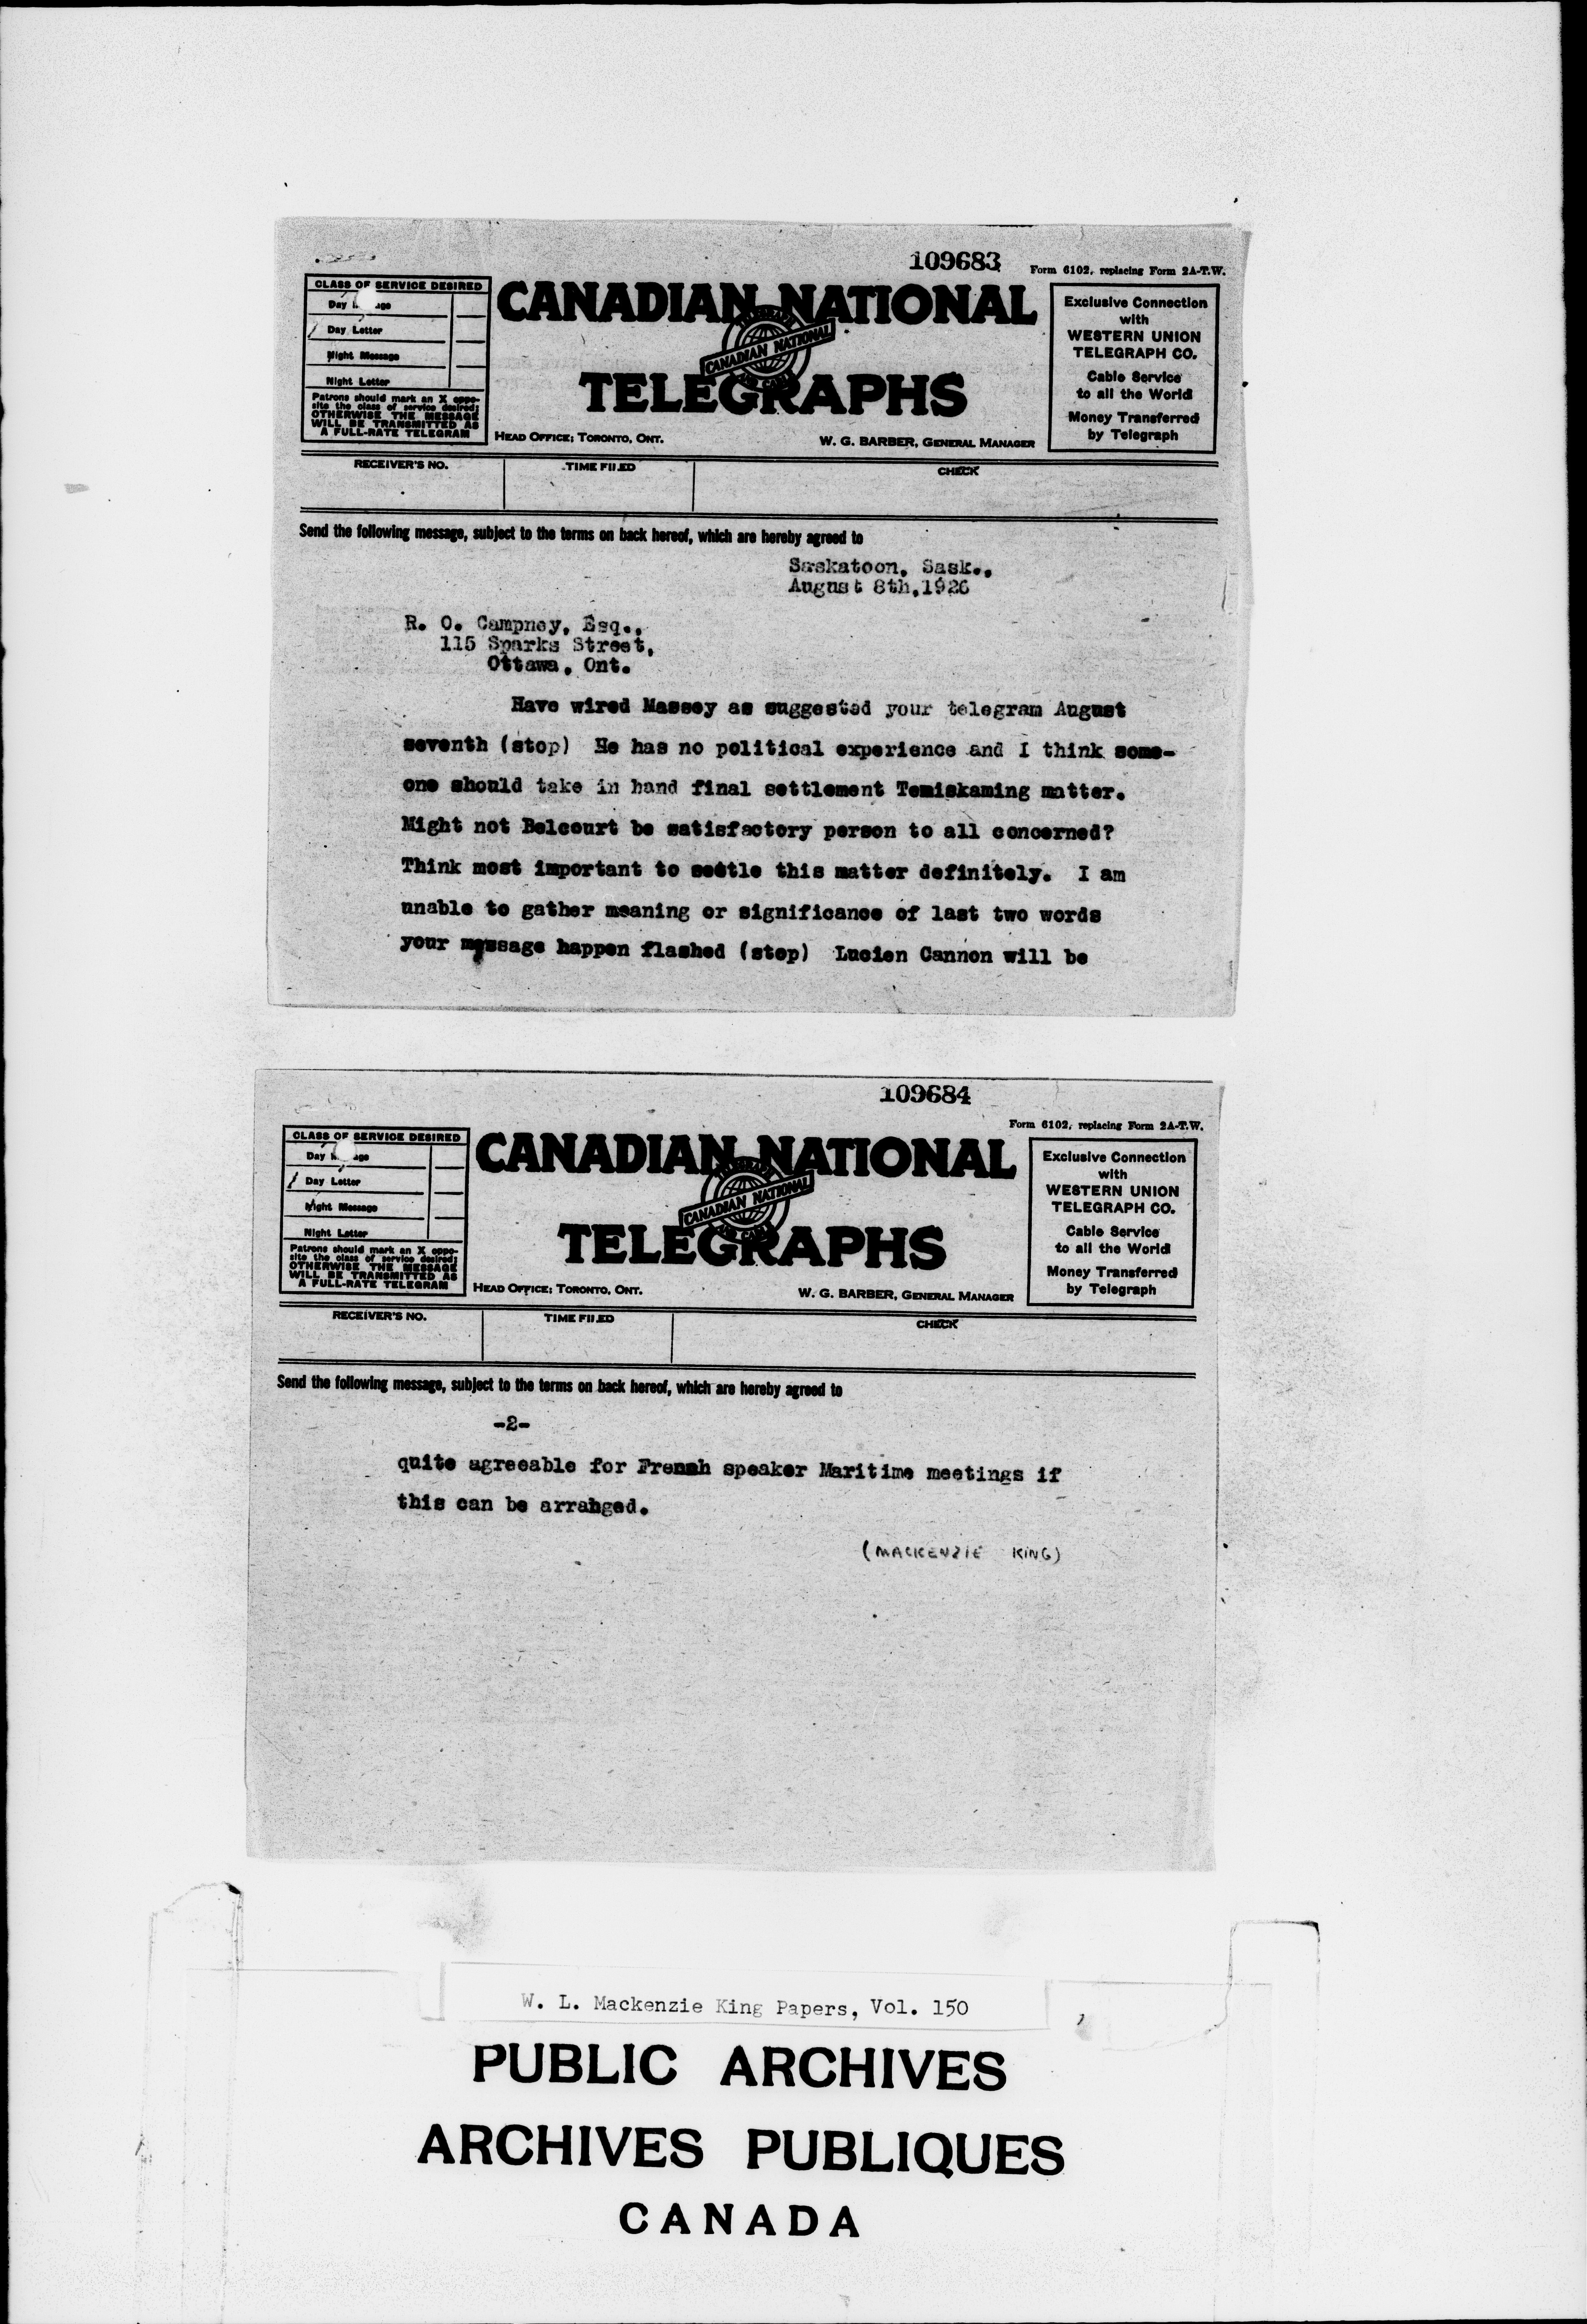 109683
Form 6102, replacing Form 2A-T.W.
CLASS OF SERVICE DESIRED
Day
Day Letter
Night Message
Night Letter
Patrons should mark an X oppo-
site the class of service desired;
OTHERWISE THE MESSAGE
WILL BE TRANSMITTED AS
A FULL-RATE TELEGRAM
CANADIAN NATIONAL
TELEGRAPH
CANADIAN NATIONAL
AND CABLE
TELEGRAPHS
HEAD OFFICE: TORONTO, ONT.
W. G. BARBER, GENERAL MANAGER
Exclusive Connection
with
WESTERN UNION
TELEGRAPH CO.
Cable Service
to all the World
Money Transferred
by Telegraph
RECEIVER'S NO.
TIME FILED
CHECK
Send the following message, subject to the terms on back hereof, which are hereby agreed to
Saskatoon, Sask.,
August 8th,1926
R. O. Campney, Esq.,
115 Sparks Street,
Ottawa, Ont.
Have wired Massey as suggested your telegram August
seventh (stop) He has no political experience and I think some-
one should take in hand final settlement Temiskaming matter.
Might not Belcourt be satisfactory person to all concerned?
Think most important to settle this matter definitely. I am
unable to gather meaning or significance of last two words
your message happen flashed (stop) Lucien Cannon will be
109684
Form 6102, replacing Form 2A-T.W.
CLASS OF SERVICE DESIRED
Day
Day Letter
Night Message
Night Letter
Patrons should mark an X oppo-
site the class of service desired;
OTHERWISE THE MESSAGE
WILL BE TRANSMITTED AS
A FULL-RATE TELEGRAM
CANADIAN NATIONAL
TELEGRAPH
CANADIAN NATIONAL
AND CABLE
TELEGRAPHS
HEAD OFFICE: TORONTO, ONT.
W. G. BARBER, GENERAL MANAGER
Exclusive Connection
with
WESTERN UNION
TELEGRAPH CO.
Cable Service
to all the World
Money Transferred
by Telegraph
RECEIVER'S NO.
TIME FILED
CHECK
Send the following message, subject to the terms on back hereof, which are hereby agreed to
-2-
quite agreeable for French speaker Maritime meetings if
this can be arranged.
(MACKENZIE KING)
W. L. Mackenzie King Papers, Vol. 150
PUBLIC ARCHIVES
ARCHIVES PUBLIQUES
CANADA